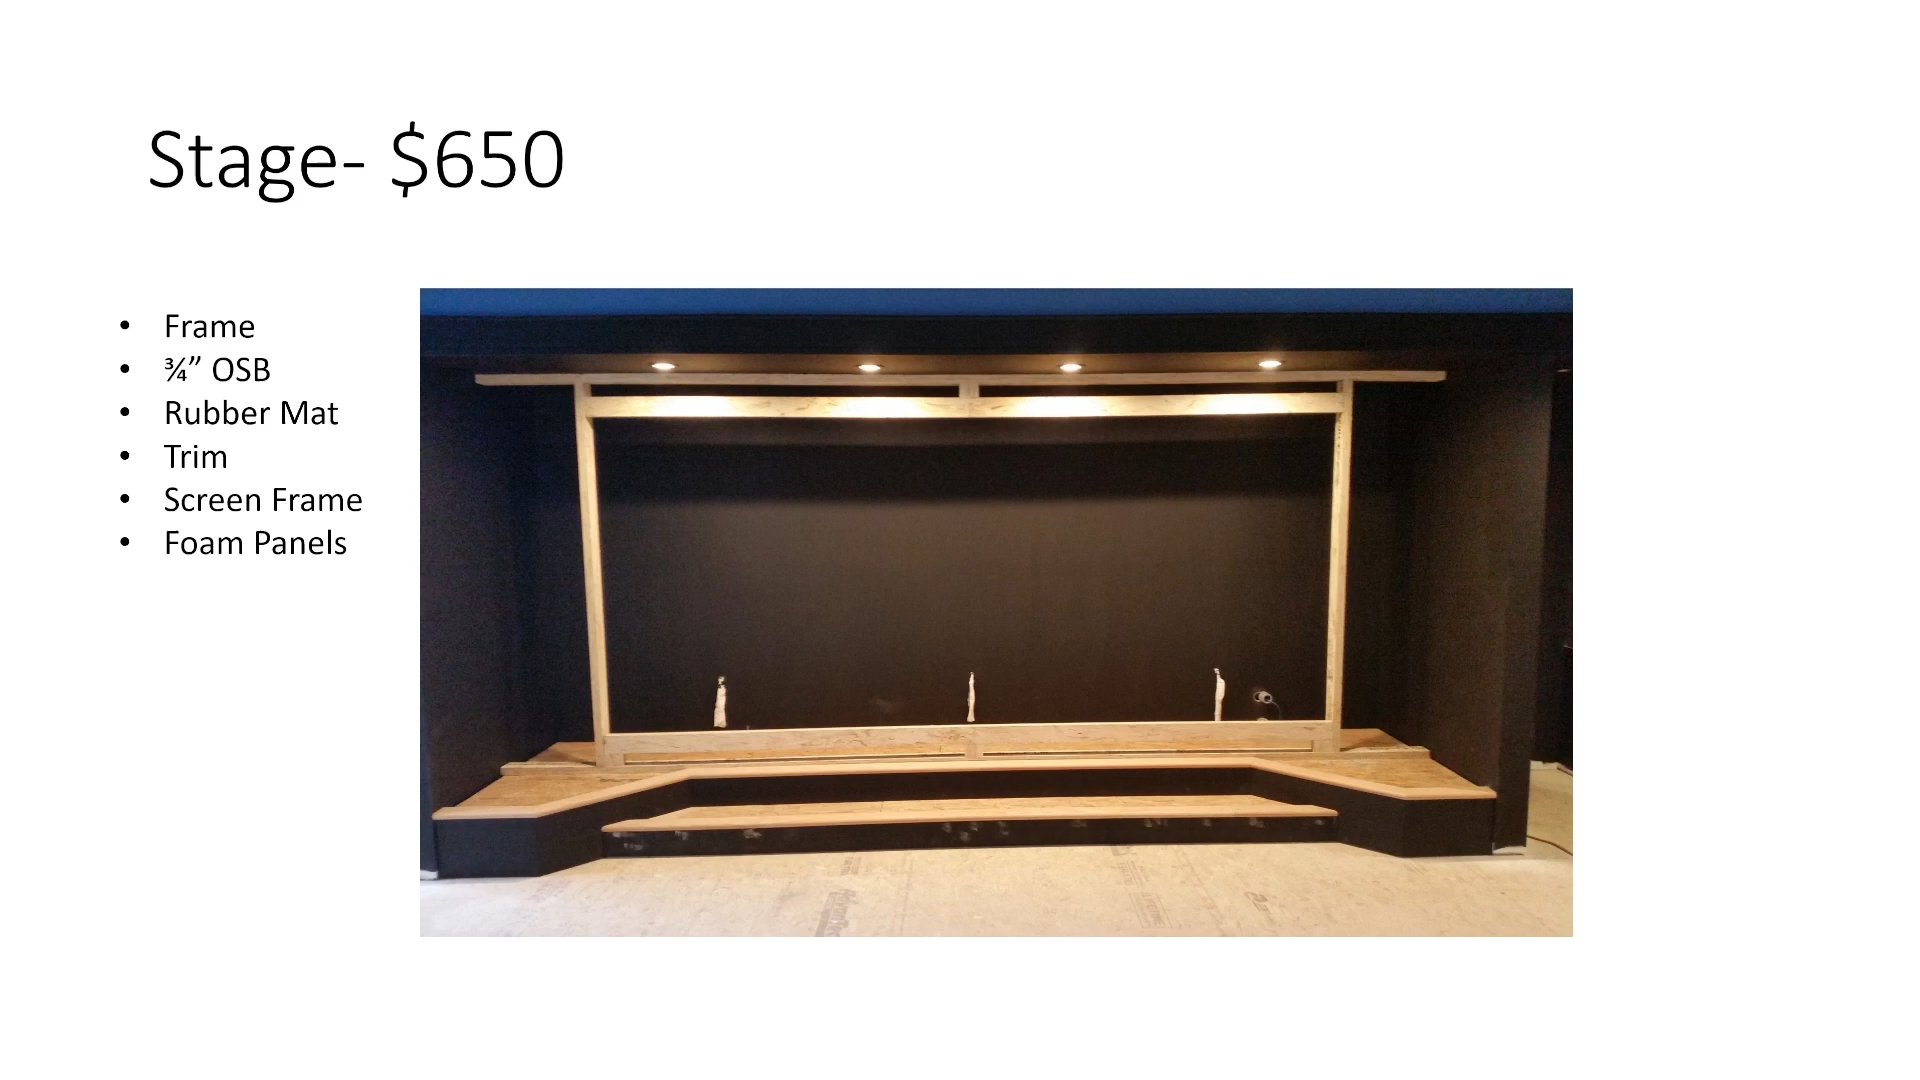 Stage- $650
• Frame
• ¾” OSB
• Rubber Mat
• Trim
• Screen Frame
• Foam Panels